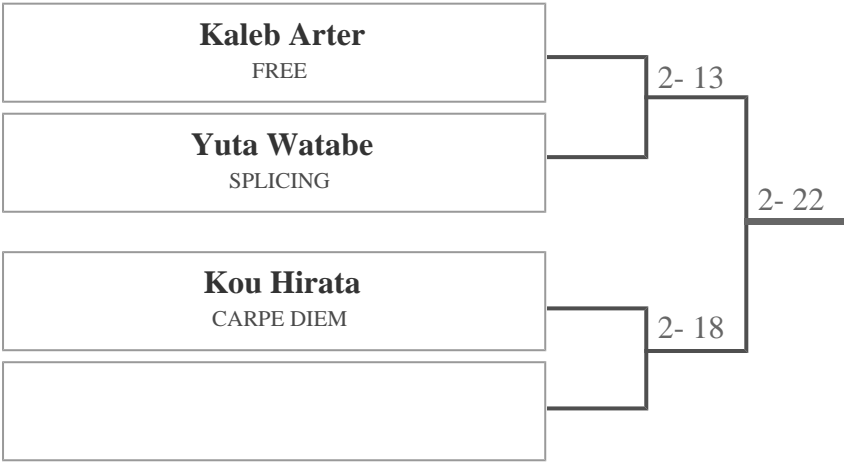 Kaleb Arter
FREE
2- 13
Yuta Watabe
SPLICING
2- 22
Kou Hirata
CARPE DIEM
2- 18